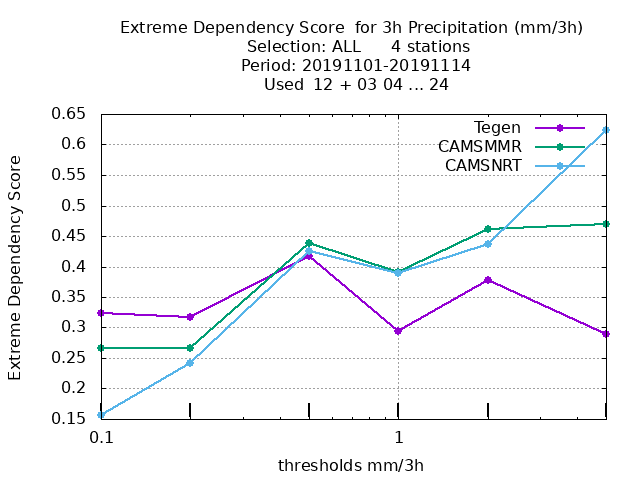 Extreme Dependency Score  for 3h Precipitation (mm/3h)
Selection: ALL      4 stations
Period: 20191101-20191114
Used  12 + 03 04 ... 24
Tegen
CAMSMMR
CAMSNRT
Extreme Dependency Score
0.65
0.6
0.55
0.5
0.45
0.4
0.35
0.3
0.25
0.2
0.15
0.1
1
thresholds mm/3h